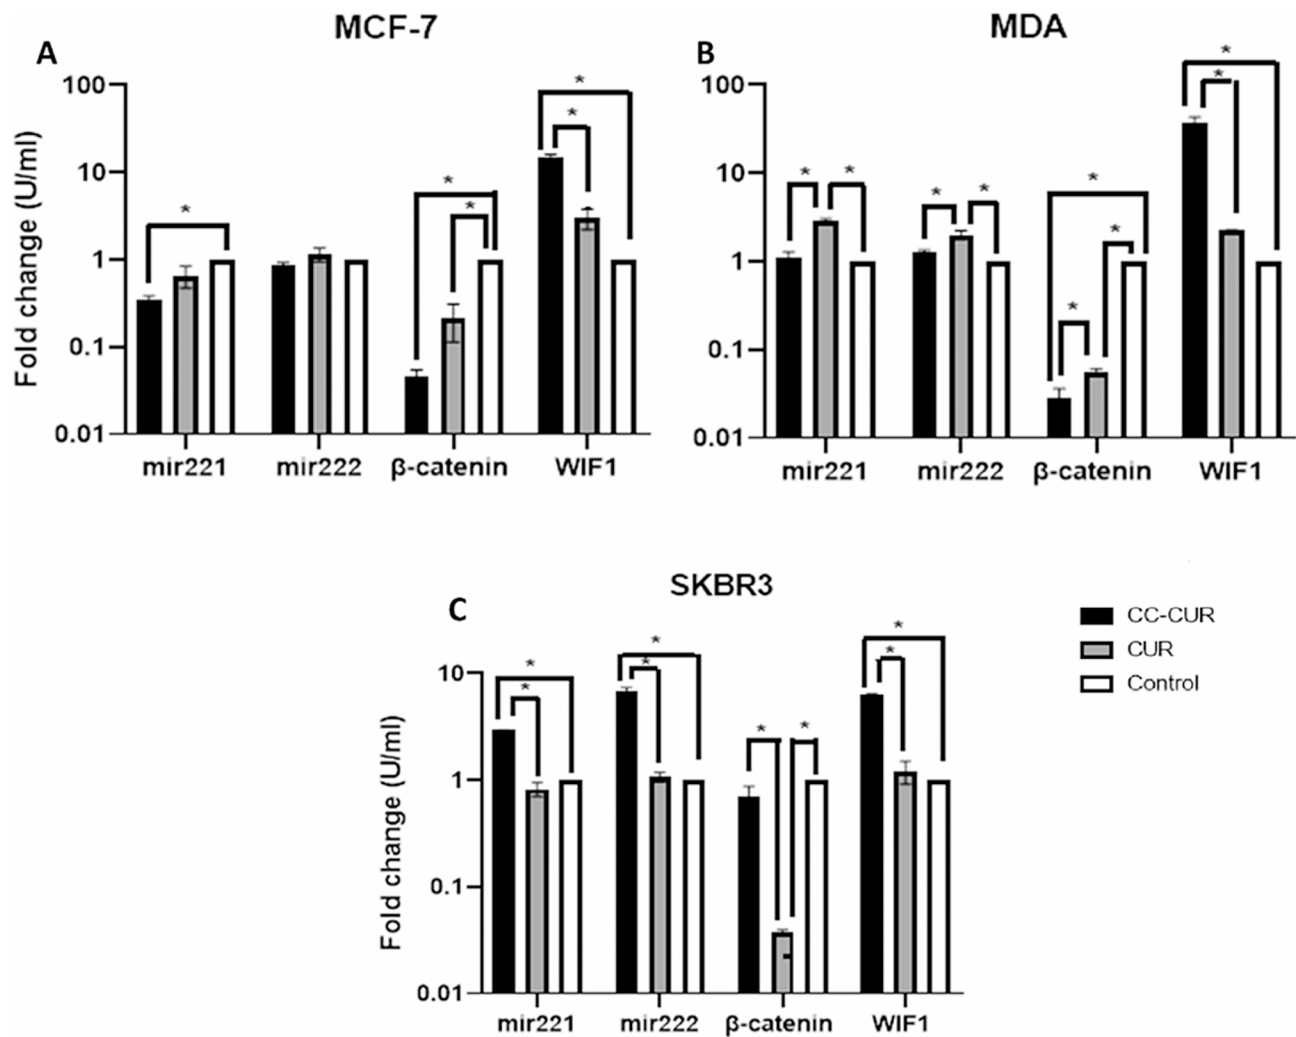 MCF-7
A
Fold change (U/ml)
100
10
1
0.1
0.01
*
*
*
*
*
mir221
mir222
β-catenin
WIF1
MDA
B
100
10
1
0.1
0.01
*
*
*
*
*
*
*
*
*
mir221
mir222
β-catenin
WIF1
SKBR3
C
Fold change (U/ml)
10
1
0.1
0.01
*
*
*
*
*
*
*
*
mir221
mir222
β-catenin
WIF1
CC-CUR
CUR
Control